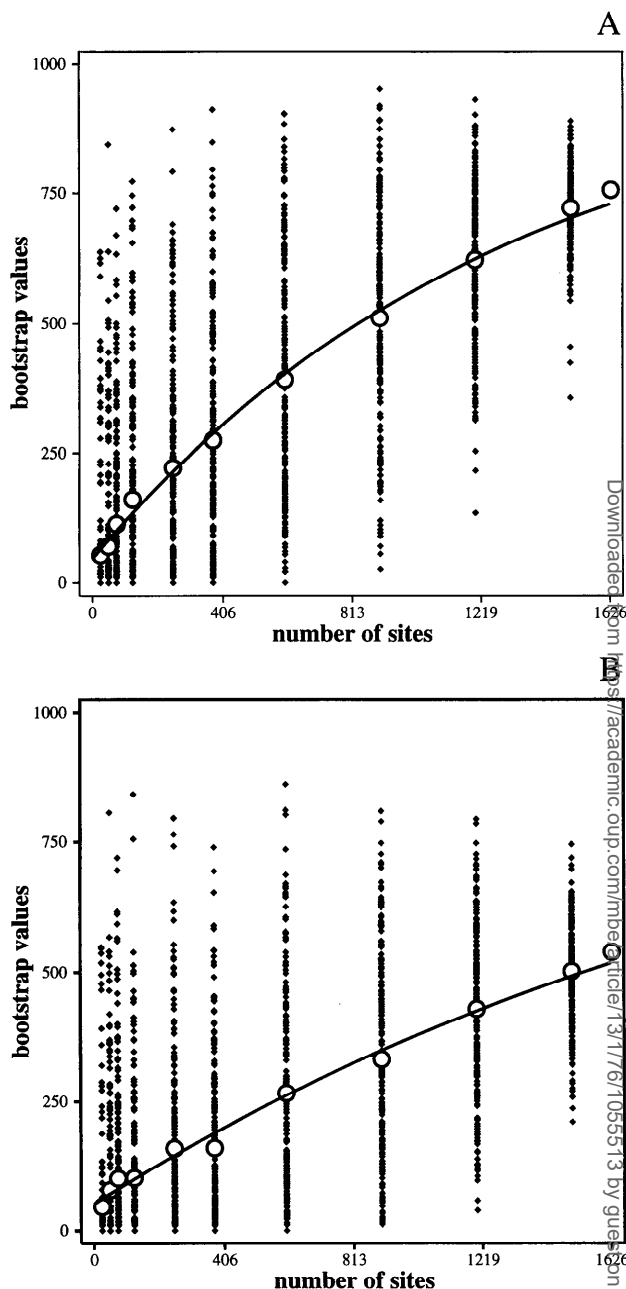 A
1000
750
500
250
0
bootstrap values
0 406 813 1219 1626
number of sites
B
1000
750
500
250
0
bootstrap values
0 406 813 1219 1626
number of sites
Downloaded from https://academic.oup.com/mbe/article/13/1/76/1055513 by guest on